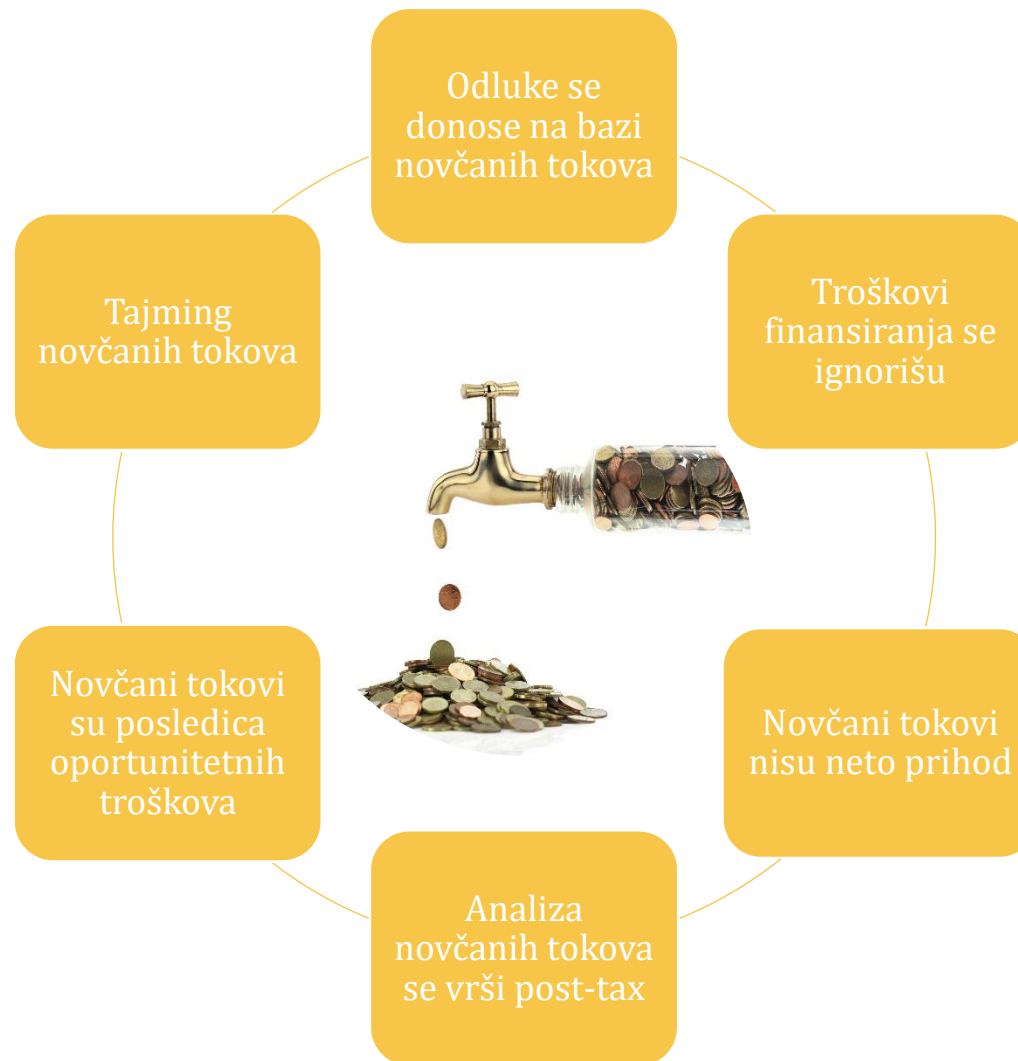 Odluke se
donose na bazi
novčanih tokova
Troškovi
finansiranja se
ignorišu
Novčani tokovi
nisu neto prihod
Analiza
novčanih tokova
se vrši post-tax
Novčani tokovi
su posledica
oportunitetnih
troškova
Tajming
novčanih tokova